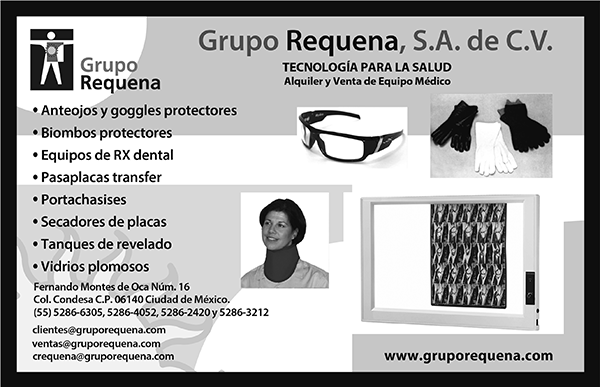 Grupo
Requena
Grupo Requena, S.A. de C.V.
TECNOLOGÍA PARA LA SALUD
Alquiler y Venta de Equipo Médico
• Anteojos y goggles protectores
• Biombos protectores
• Equipos de RX dental
• Pasaplacas transfer
• Portachasises
• Secadores de placas
• Tanques de revelado
• Vidrios plomosos
Fernando Montes de Oca Núm. 16
Col. Condesa C.P. 06140 Ciudad de México.
(55) 5286-6305, 5286-4052, 5286-2420 y 5286-3212
clientes@gruporequena.com
ventas@gruporequena.com
crequena@gruporequena.com
www.gruporequena.com